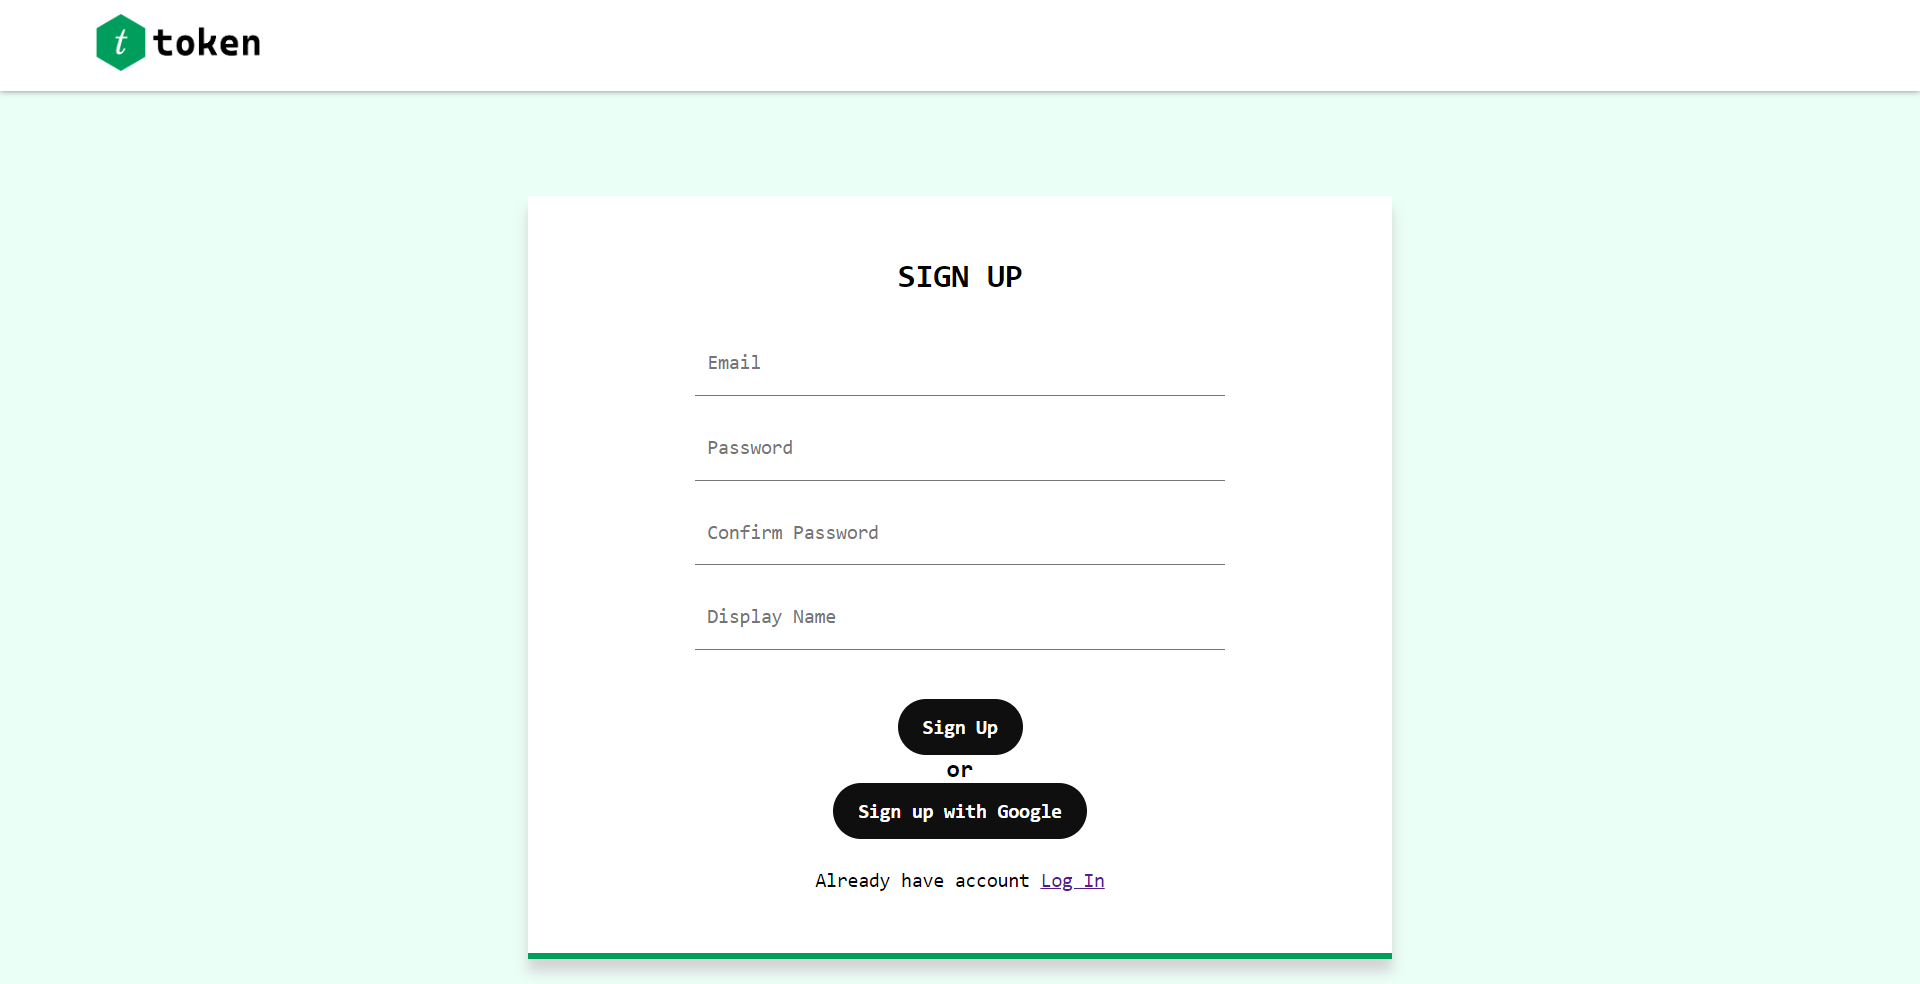 t token
SIGN UP
Email
Password
Confirm Password
Display Name
Sign Up
or
Sign up with Google
Already have account Log In